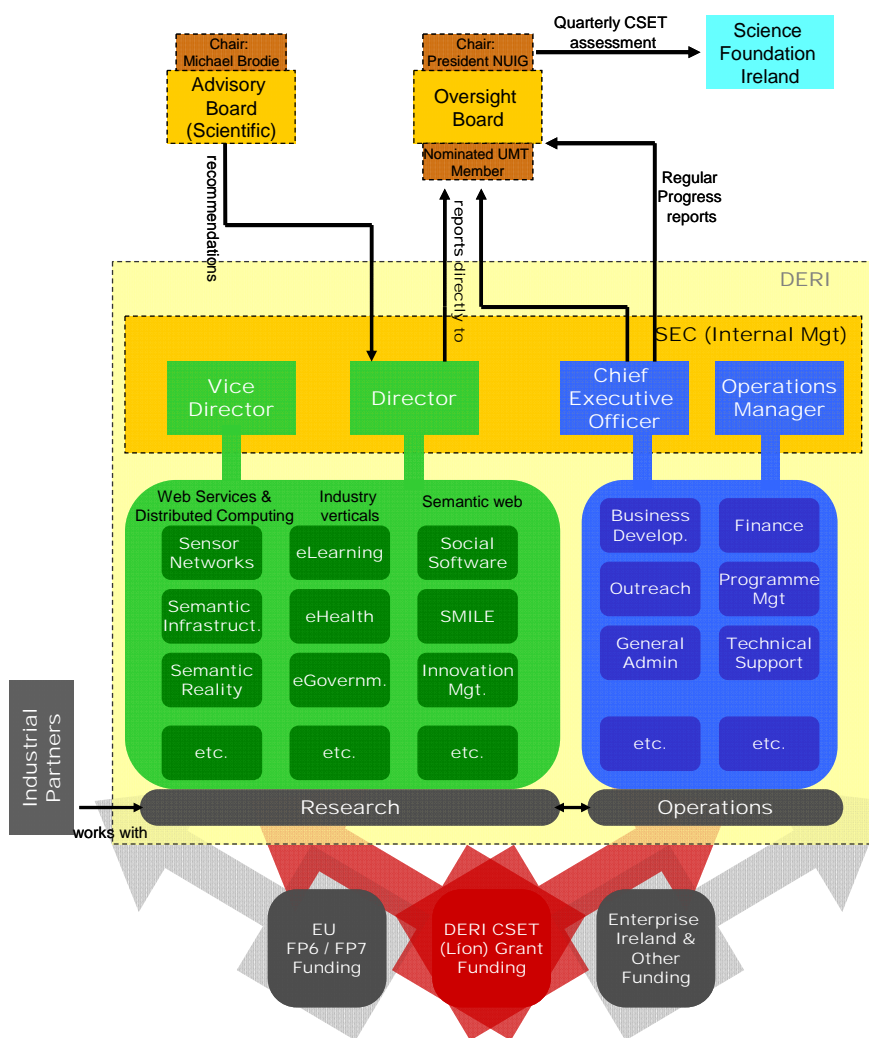 Quarterly CSET
assessment
Science
Foundation
Ireland
Chair:
Michael Brodie
Advisory
Board
(Scientific)
Chair:
President NUIG
Oversight
Board
Nominated UMT
Member
recommendations
reports directly to
Regular
Progress
reports
DERI
SEC (Internal Mgt)
Vice
Director
Director
Chief
Executive
Officer
Operations
Manager
Web Services &
Distributed Computing
Industry
verticals
Semantic web
Sensor
Networks
eLearning
Social
Software
Semantic
Infrastruct.
eHealth
SMILE
Semantic
Reality
eGovernm.
Innovation
Mgt.
etc.
etc.
etc.
Business
Develop.
Finance
Outreach
Programme
Mgt
General
Admin
Technical
Support
etc.
etc.
Industrial
Partners
works with
Research
Operations
EU
FP6 / FP7
Funding
DERI CSET
(Líon) Grant
Funding
Enterprise
Ireland &
Other
Funding